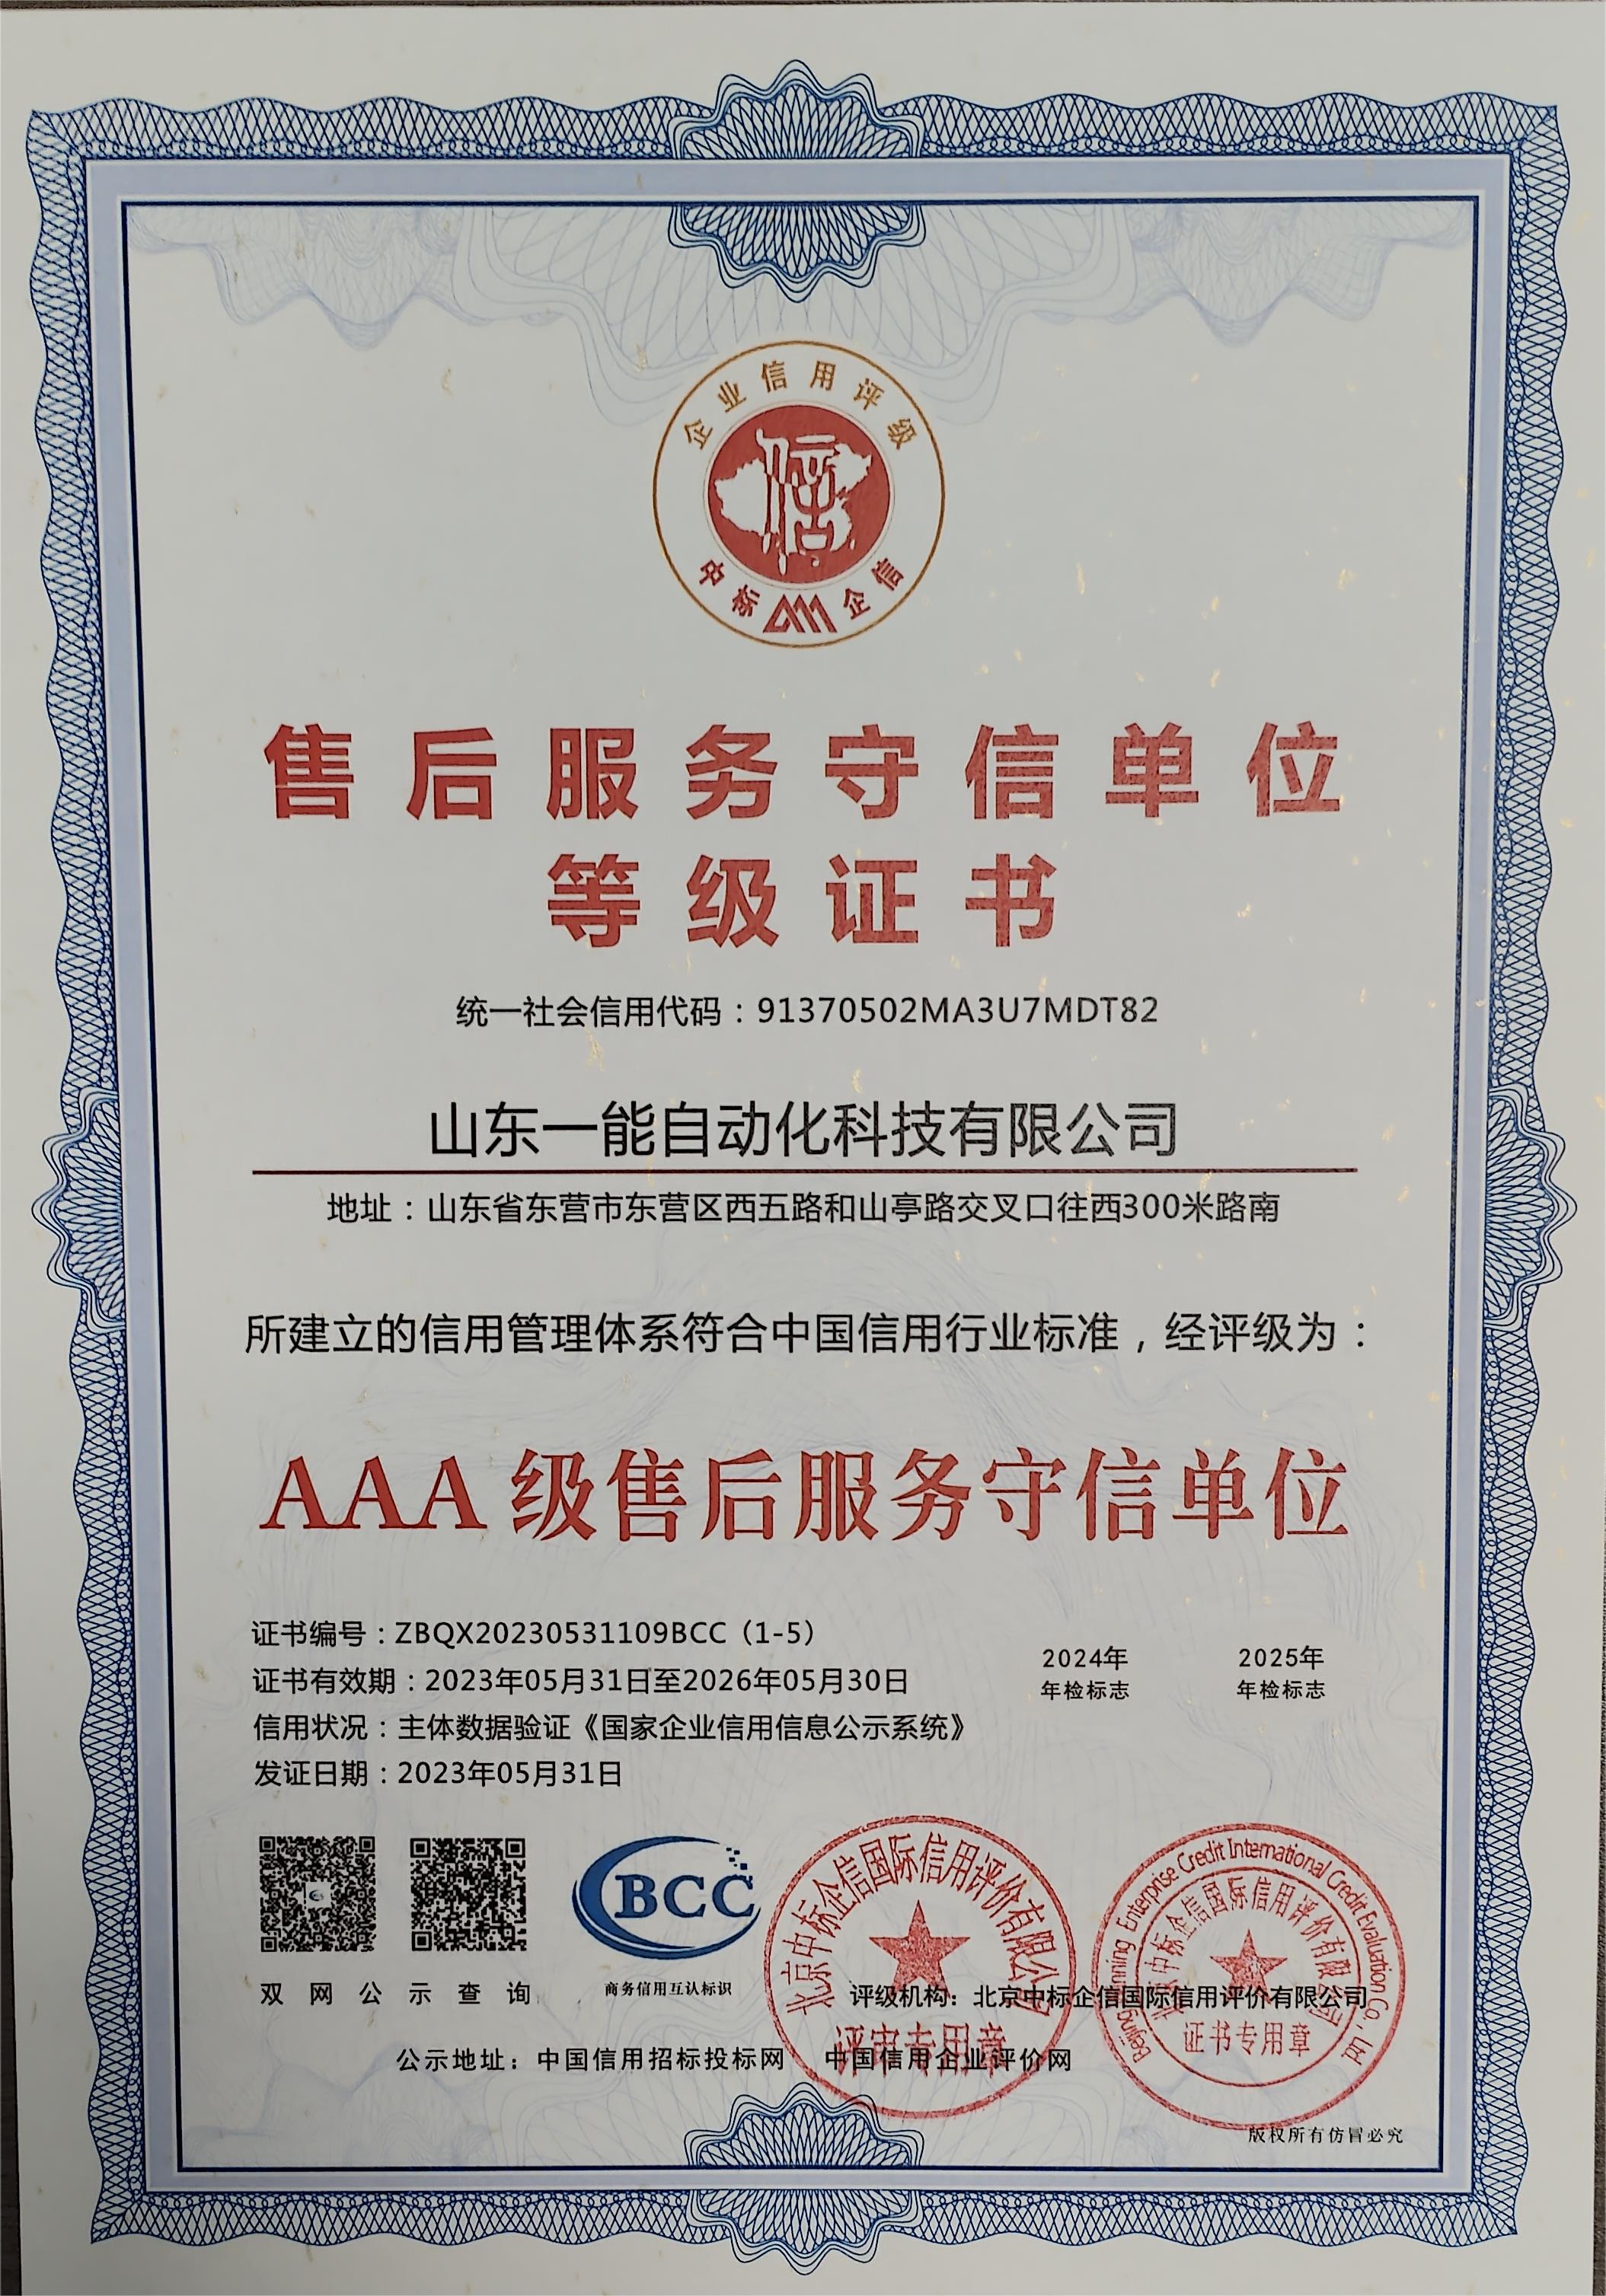 企业信用评级
信
中标 企信
售后服务守信单位
等级证书
统一社会信用代码：91370502MA3U7MDT82
山东一能自动化科技有限公司
地址：山东省东营市东营区西五路和山亭路交叉口往西300米路南
所建立的信用管理体系符合中国信用行业标准，经评级为：
AAA级售后服务守信单位
证书编号：ZBQX20230531109BCC（1-5）
证书有效期：2023年05月31日至2026年05月30日
信用状况：主体数据验证《国家企业信用信息公示系统》
发证日期：2023年05月31日
2024年
年检标志
2025年
年检标志
双网公示查询
BCC
商务信用互认标识
北京中标企信国际信用评价有限公司
评审专用章
Enterprise Credit International Credit Evaluation Co., Ltd
北京中标企信国际信用评价有限公司
证书专用章
评级机构：北京中标企信国际信用评价有限公司
公示地址：中国信用招标投标网 中国信用企业评价网
版权所有仿冒必究